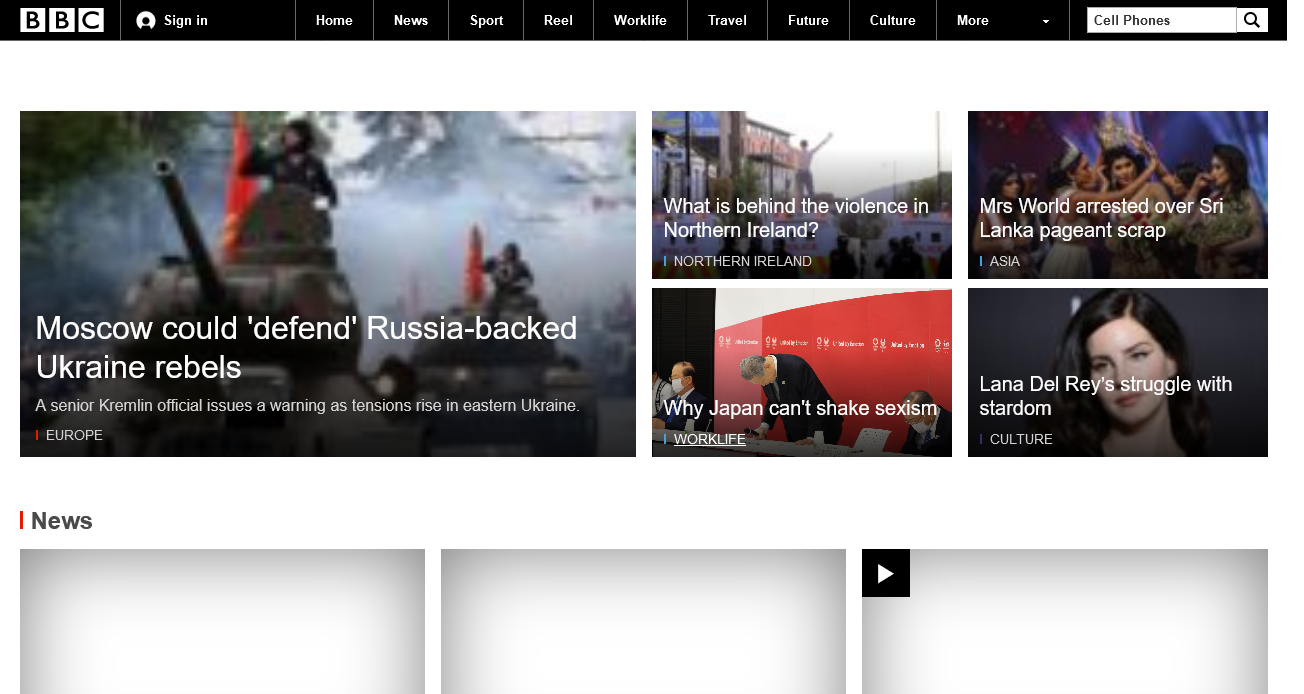 BBC
Sign in
Home
News
Sport
Reel
Worklife
Travel
Future
Culture
More
Cell Phones
Moscow could 'defend' Russia-backed
Ukraine rebels
A senior Kremlin official issues a warning as tensions rise in eastern Ukraine.
EUROPE
What is behind the violence in
Northern Ireland?
NORTHERN IRELAND
Mrs World arrested over Sri
Lanka pageant scrap
ASIA
Why Japan can't shake sexism
WORKLIFE
Lana Del Rey's struggle with
stardom
CULTURE
News